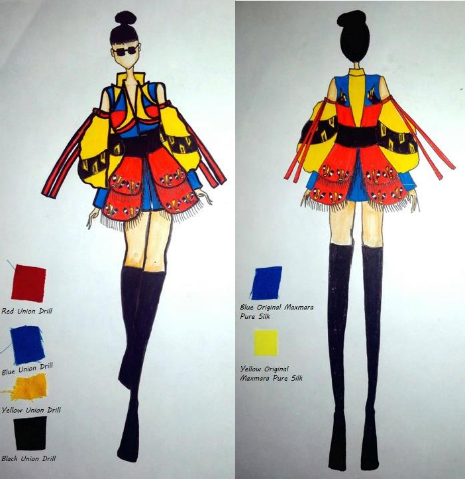 Red Union Drill
Blue Union Drill
Yellow Union Drill
Black Union Drill
Blue Original Maxmara
Pure Silk
Yellow Original
Maxmara Pure Silk